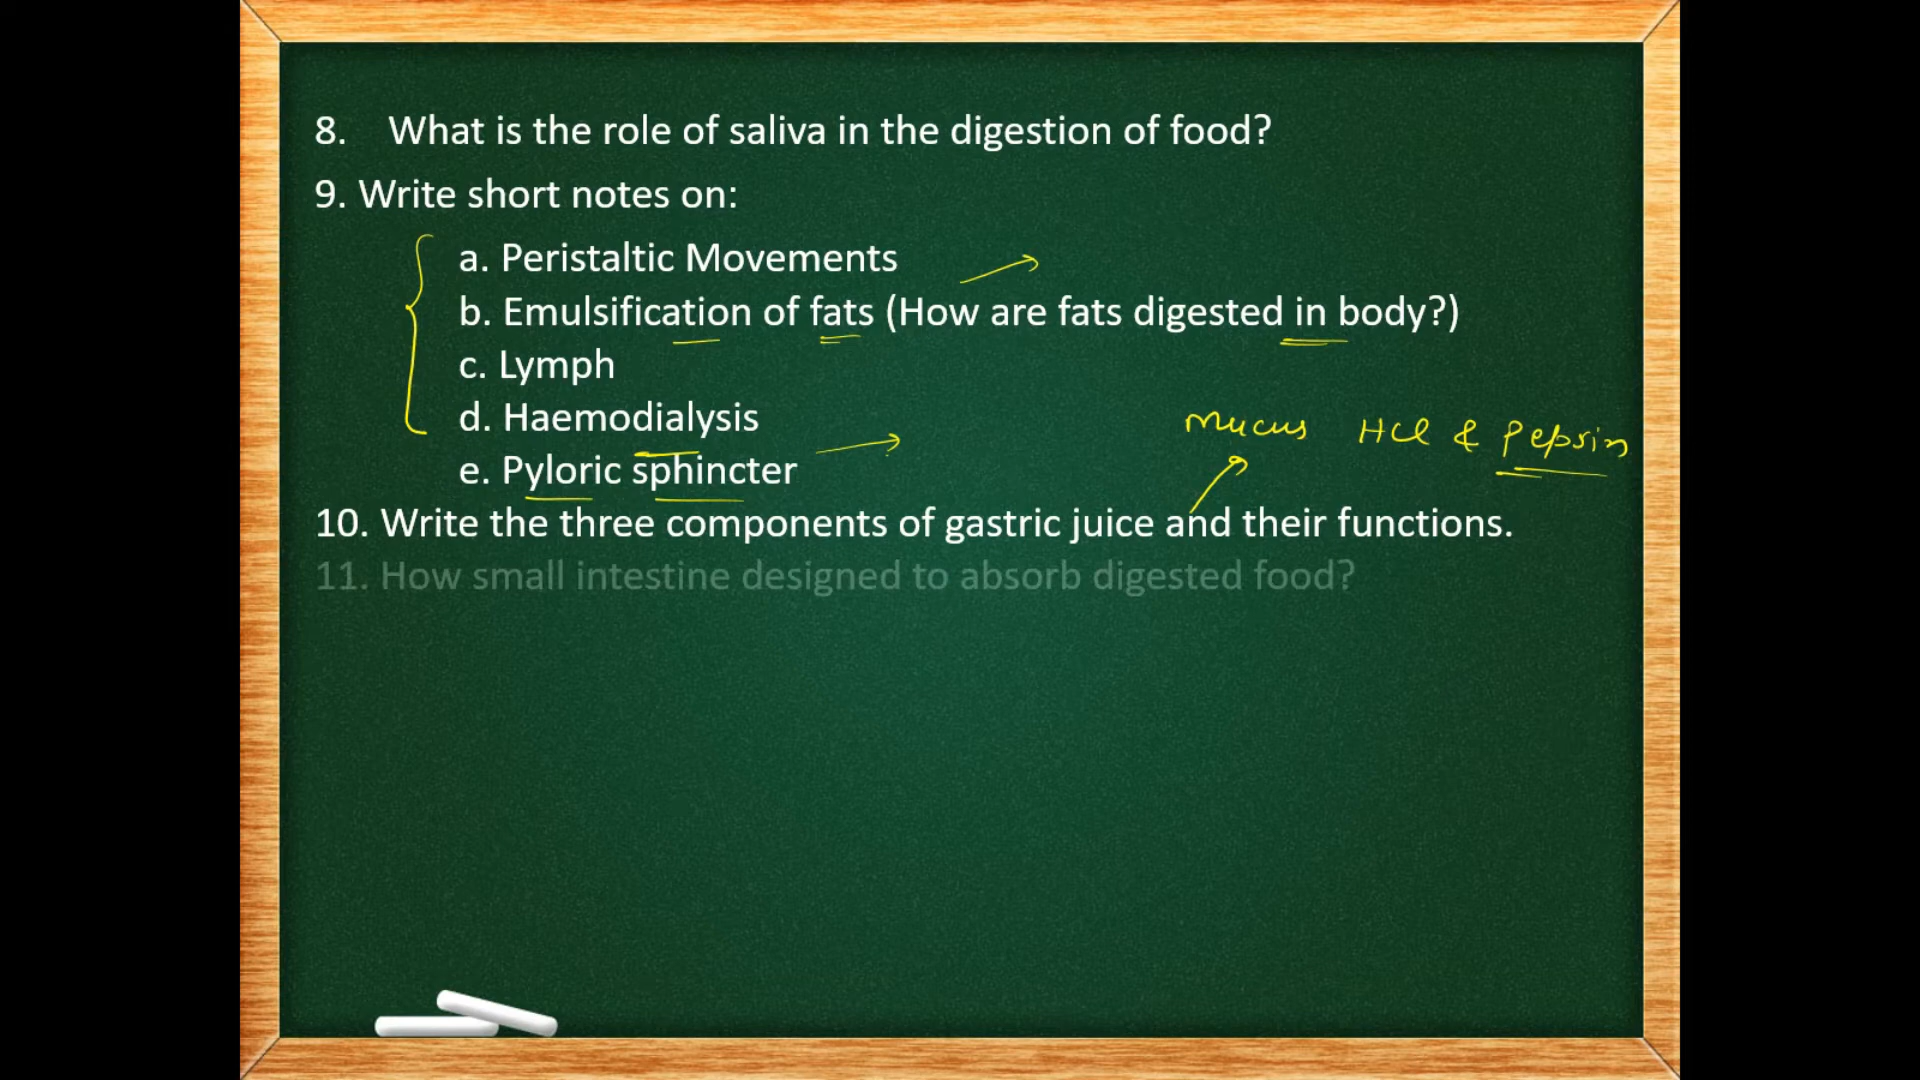 8. What is the role of saliva in the digestion of food?
9. Write short notes on:
a. Peristaltic Movements
b. Emulsification of fats (How are fats digested in body?)
c. Lymph
d. Haemodialysis
mucus HCl & pepsin
e. Pyloric sphincter
10. Write the three components of gastric juice and their functions.
11. How small intestine designed to absorb digested food?